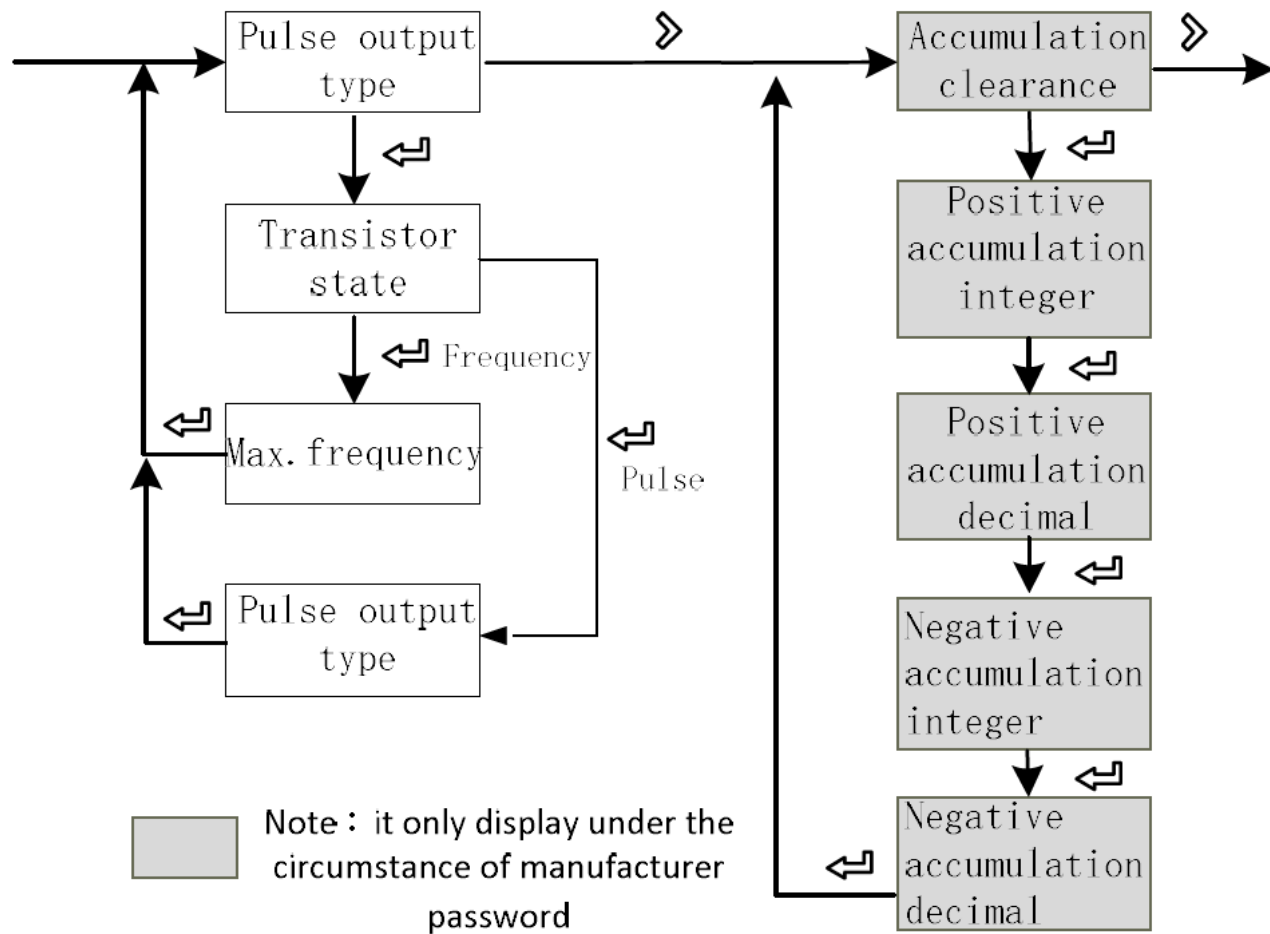 Pulse output
type
Transistor
state
Frequency
Max. frequency
Pulse
Pulse output
type
Accumulation
clearance
Positive
accumulation
integer
Positive
accumulation
decimal
Negative
accumulation
integer
Negative
accumulation
decimal
Note：it only display under the
circumstance of manufacturer
password